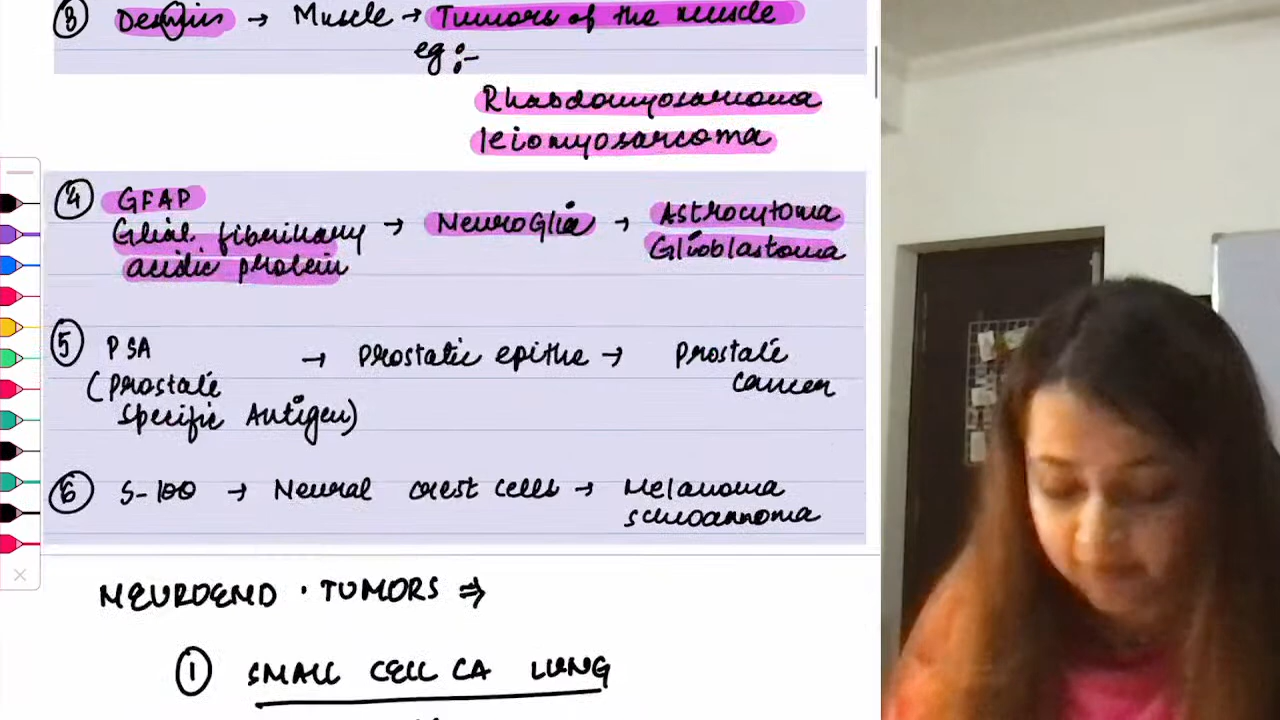 ③ Desmin → Muscle → Tumors of the muscle
eg :-
Rhabdomyosarcoma
leiomyosarcoma
④ GFAP
Glial fibrillary
acidic protein → NeuroGlia → Astrocytoma
Glioblastoma
⑤ PSA → Prostatic epithe → Prostate
(Prostate cancer
Specific Antigen)
⑥ S-100 → Neural crest cells → Melanoma
schwannoma
NEUROEND . TUMORS ⇒
① SMALL CELL CA LUNG